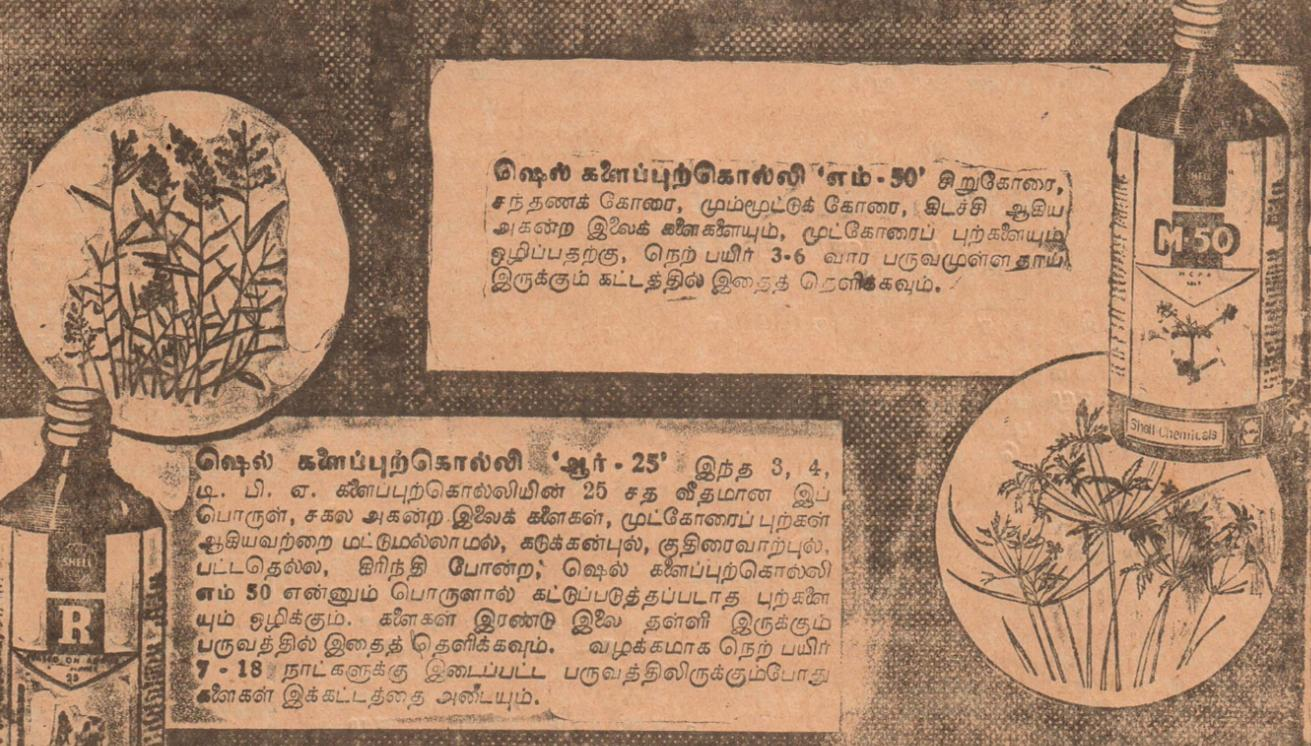 ஷெல் களைப்புற்கொல்லி 'எம் - 50' சிறுகோரை,
சந்தணக் கோரை, மும்மூட்டுக் கோரை, கிடச்சி ஆகிய
அகன்ற இலைக் களைகளையும், முட்கோரைப் புற்களையும்
ஒழிப்பதற்கு, நெற் பயிர் 3-6 வார பருவமுள்ளதாய்
இருக்கும் கட்டத்தில் இதைத் தெளிக்கவும்.
SHELL
M-50
M C P A
SALT
Shell Chemicals
ஷெல் களைப்புற்கொல்லி 'ஆர் - 25' இந்த 3, 4,
டி. பி. ஏ. களைப்புற்கொல்லியின் 25 சத வீதமான இப்
பொருள், சகல அகன்ற இலைக் களைகள், முட்கோரைப் புற்கள்
ஆகியவற்றை மட்டுமல்லாமல், கடுக்கன்புல், குதிரைவாற்புல்,
பட்டதெல்ல, கிரிந்தி போன்ற, ஷெல் களைப்புற்கொல்லி
எம் 50 என்னும் பொருளால் கட்டுப்படுத்தப்படாத புற்களை
யும் ஒழிக்கும். களைகள் இரண்டு இலை தள்ளி இருக்கும்
பருவத்தில் இதைத் தெளிக்கவும். வழக்கமாக நெற் பயிர்
7 - 18 நாட்களுக்கு இடைப்பட்ட பருவத்திலிருக்கும்போது
களைகள் இக்கட்டத்தை அடையும்.
SHELL
R
25